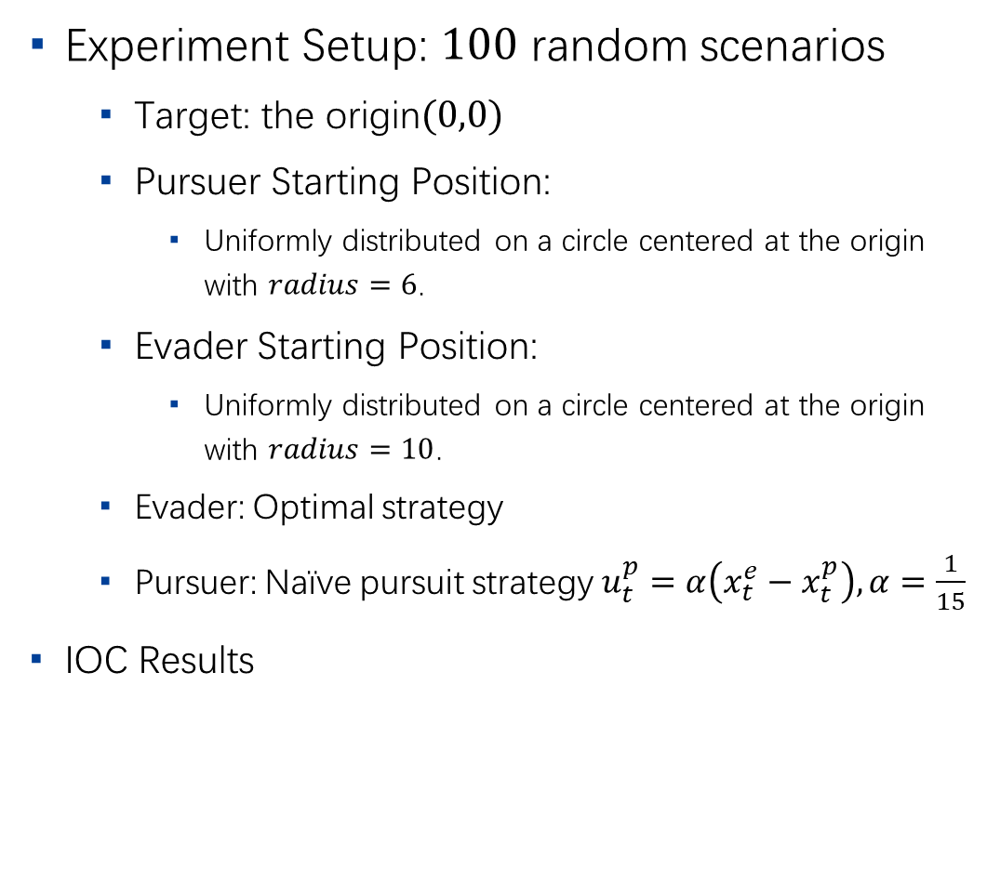 ▪ Experiment Setup: 100 random scenarios
▪ Target: the origin(0,0)
▪ Pursuer Starting Position:
▪ Uniformly distributed on a circle centered at the origin
with radius = 6.
▪ Evader Starting Position:
▪ Uniformly distributed on a circle centered at the origin
with radius = 10.
▪ Evader: Optimal strategy
▪ Pursuer: Naïve pursuit strategy $u_t^p = \alpha(x_t^e - x_t^p), \alpha = \frac{1}{15}$
▪ IOC Results